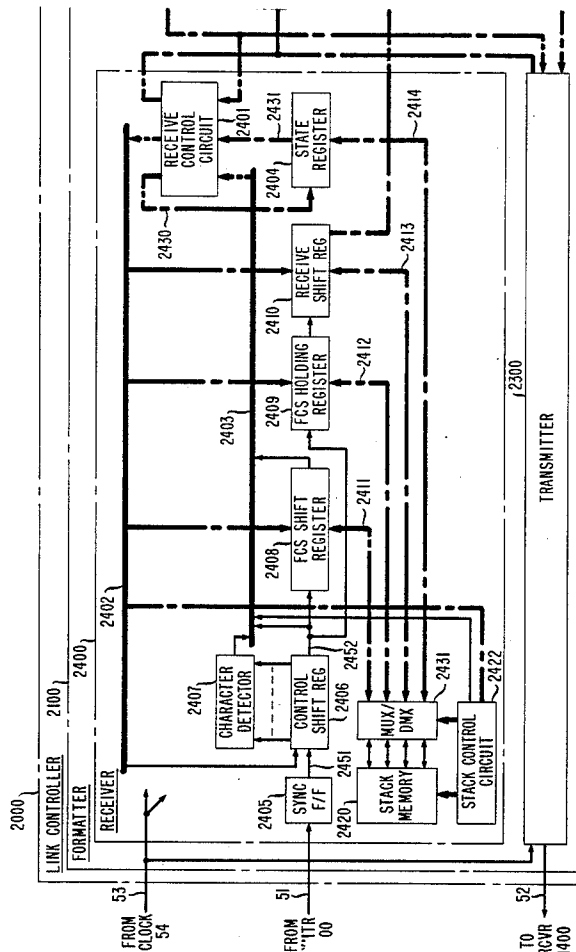 2000
2100
2400
LINK CONTROLLER
FORMATTER
RECEIVER
2402
RECEIVE
CONTROL
CIRCUIT
2401
2430
2431
STATE
REGISTER
2404
2414
2403
CHARACTER
DETECTOR
2407
FCS SHIFT
REGISTER
2408
FCS HOLDING
REGISTER
2409
RECEIVE
SHIFT REG
2410
2411
2412
2413
CONTROL
SHIFT REG
2406
2452
2451
SYNC
F/F
2405
STACK
MEMORY
2420
MUX/
DMX
2431
STACK CONTROL
CIRCUIT
2422
2300
TRANSMITTER
FROM
CLOCK
54
53
FROM
00
51
TO
400
52